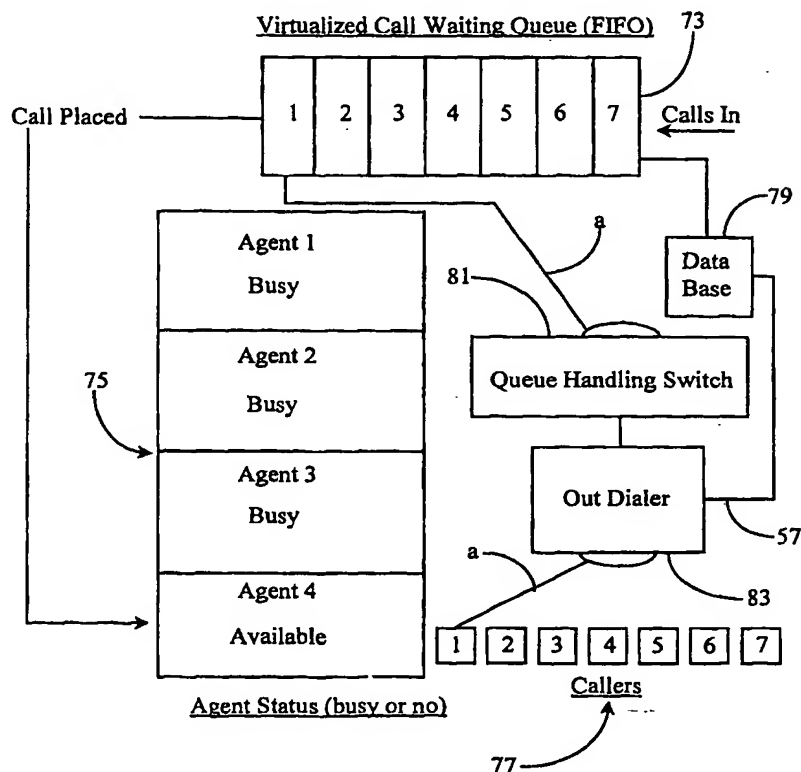 Virtualized Call Waiting Queue (FIFO)
73
Call Placed
1 2 3 4 5 6 7
Calls In
79
Agent 1
Busy
a
Data
Base
81
Agent 2
Busy
Queue Handling Switch
75
Agent 3
Busy
Out Dialer
57
a
83
Agent 4
Available
1 2 3 4 5 6 7
Callers
Agent Status (busy or no)
77